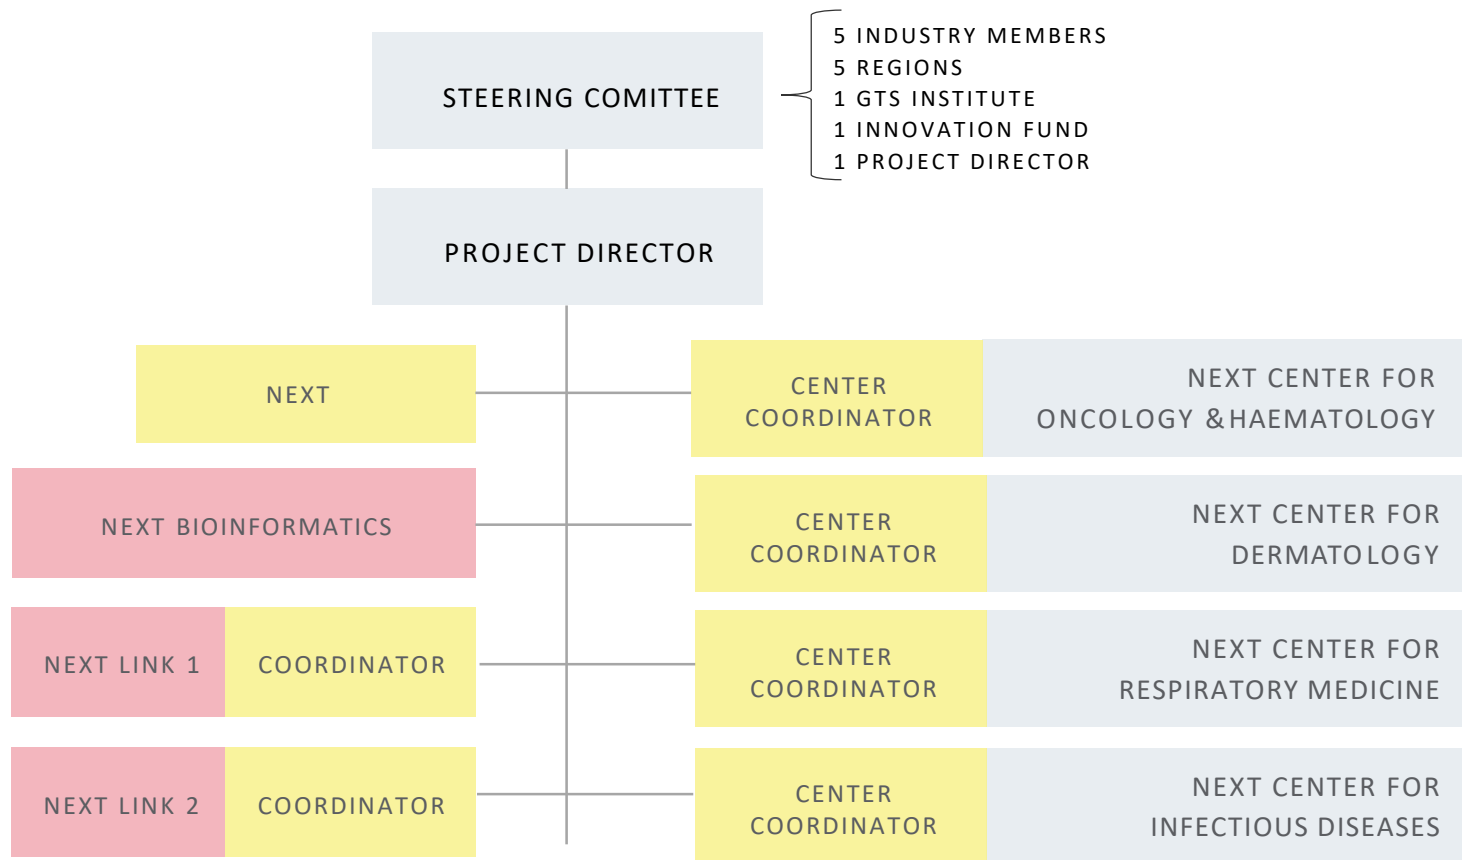 STEERING COMITTEE
5 INDUSTRY MEMBERS
5 REGIONS
1 GTS INSTITUTE
1 INNOVATION FUND
1 PROJECT DIRECTOR
PROJECT DIRECTOR
NEXT
CENTER
COORDINATOR
NEXT CENTER FOR
ONCOLOGY &HAEMATOLOGY
NEXT BIOINFORMATICS
CENTER
COORDINATOR
NEXT CENTER FOR
DERMATOLOGY
NEXT LINK 1
COORDINATOR
CENTER
COORDINATOR
NEXT CENTER FOR
RESPIRATORY MEDICINE
NEXT LINK 2
COORDINATOR
CENTER
COORDINATOR
NEXT CENTER FOR
INFECTIOUS DISEASES